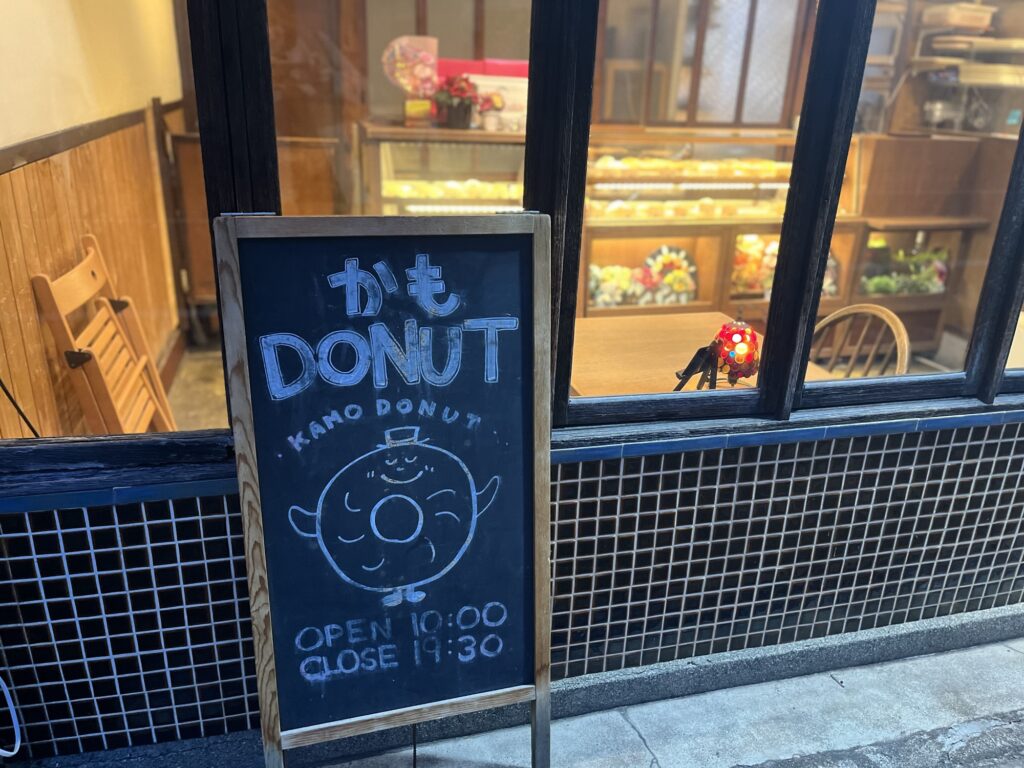 かも
DONUT
KAMO DONUT
OPEN 10:00
CLOSE 19:30